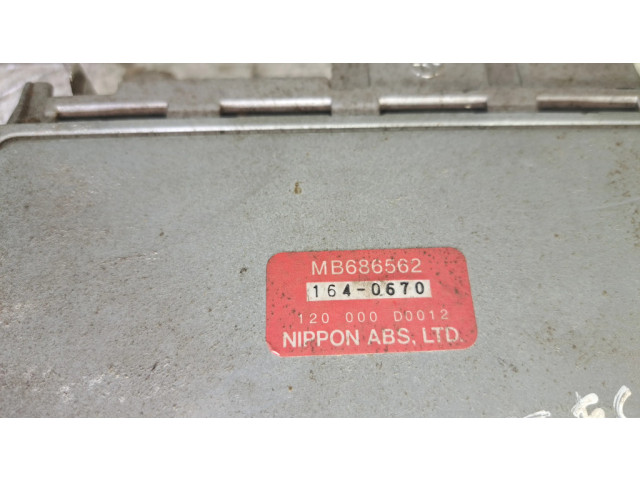 MB686562
164-0670
120 000 D0012
NIPPON ABS, LTD.